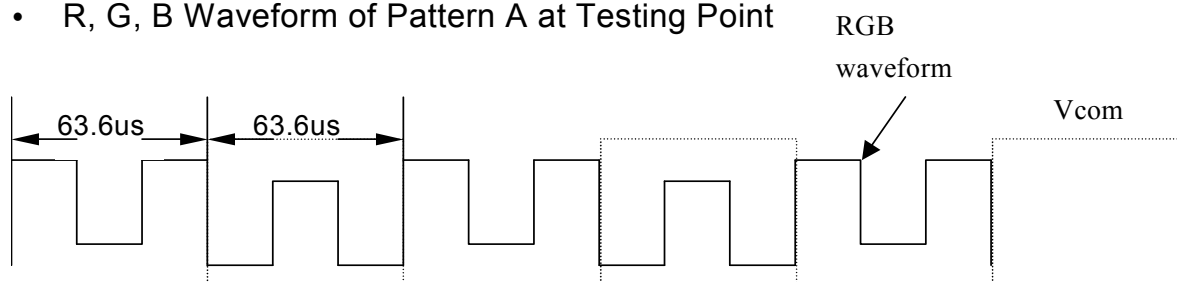 • R, G, B Waveform of Pattern A at Testing Point
RGB
waveform
63.6us
63.6us
Vcom